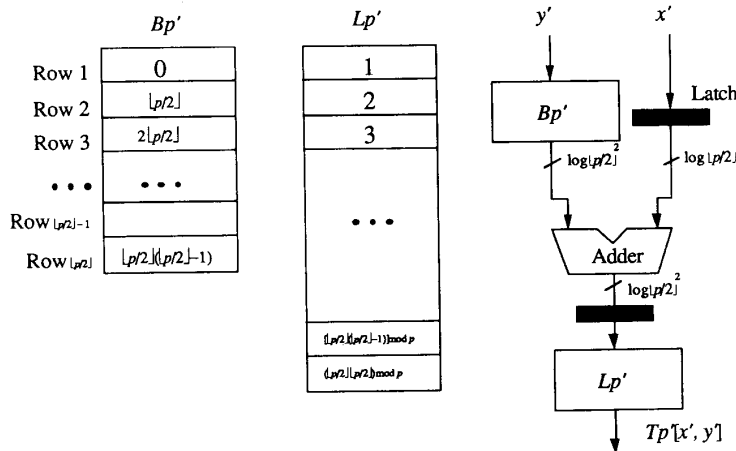 Bp′
Row 1 0
Row 2 ⌊p/2⌋
Row 3 2⌊p/2⌋
• • • • • •
Row ⌊p/2⌋−1
Row ⌊p/2⌋ ⌊p/2⌋(⌊p/2⌋−1)
Lp′
1
2
3
• • •
(⌊p/2⌋(⌊p/2⌋−1))mod p
(⌊p/2⌋⌊p/2⌋)mod p
y′ x′
Bp′
Latch
log⌊p/2⌋² log⌊p/2⌋
Adder
log⌊p/2⌋²
Lp′
Tp′[x′, y′]